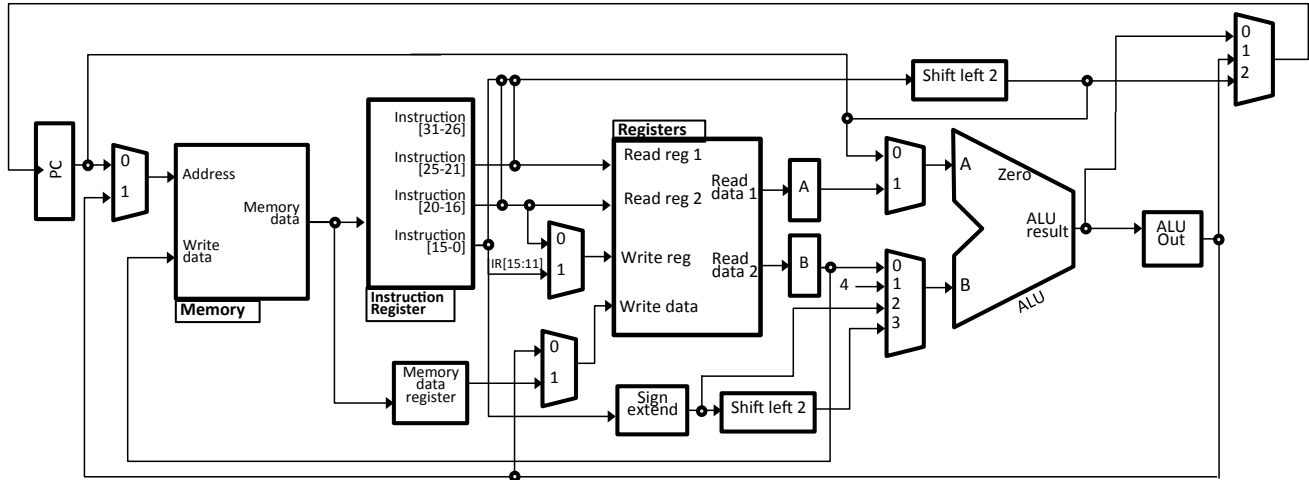 0
1
2
Shift left 2
PC
0
1
Address
Memory
data
Write
data
Memory
Instruction
[31-26]
Instruction
[25-21]
Instruction
[20-16]
Instruction
[15-0]
Instruction
Register
IR[15:11]
0
1
Registers
Read reg 1
Read reg 2
Write reg
Write data
Read
data 1
Read
data 2
A
B
0
1
4
0
1
2
3
A
B
Zero
ALU
result
ALU
ALU
Out
Memory
data
register
0
1
Sign
extend
Shift left 2